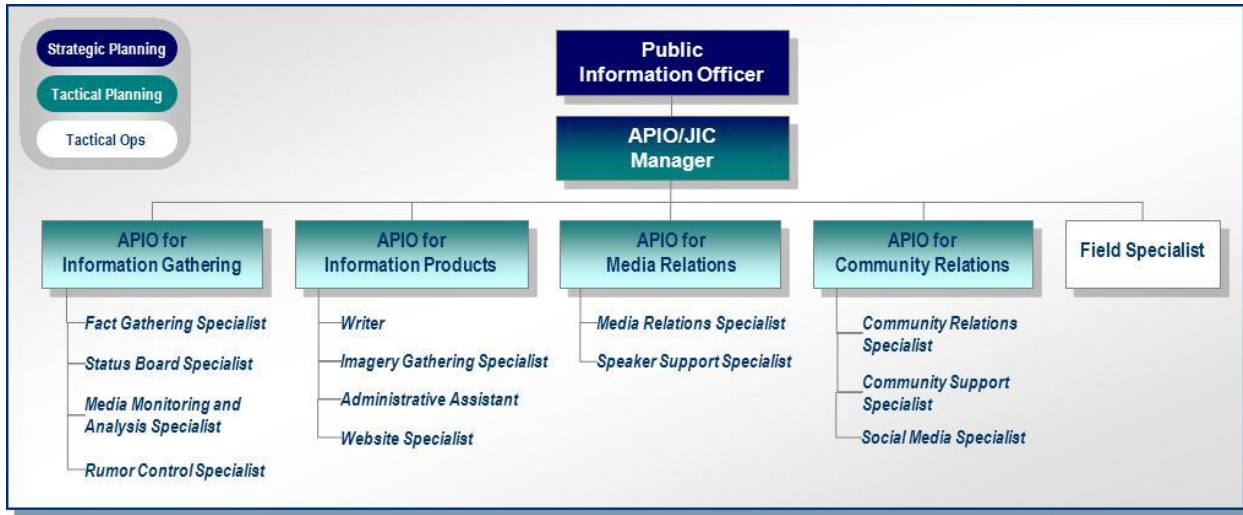 Strategic Planning
Tactical Planning
Tactical Ops
Public
Information Officer
APIO/JIC
Manager
APIO for
Information Gathering
Fact Gathering Specialist
Status Board Specialist
Media Monitoring and
Analysis Specialist
Rumor Control Specialist
APIO for
Information Products
Writer
Imagery Gathering Specialist
Administrative Assistant
Website Specialist
APIO for
Media Relations
Media Relations Specialist
Speaker Support Specialist
APIO for
Community Relations
Community Relations
Specialist
Community Support
Specialist
Social Media Specialist
Field Specialist